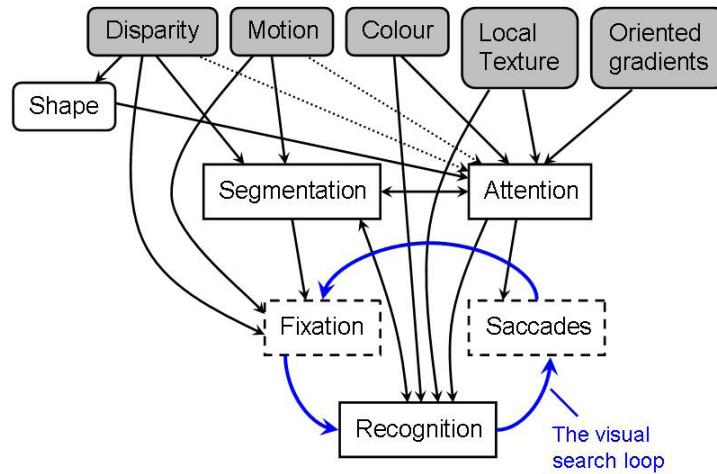 Disparity
Motion
Colour
Local
Texture
Oriented
gradients
Shape
Segmentation
Attention
Fixation
Saccades
Recognition
The visual
search loop